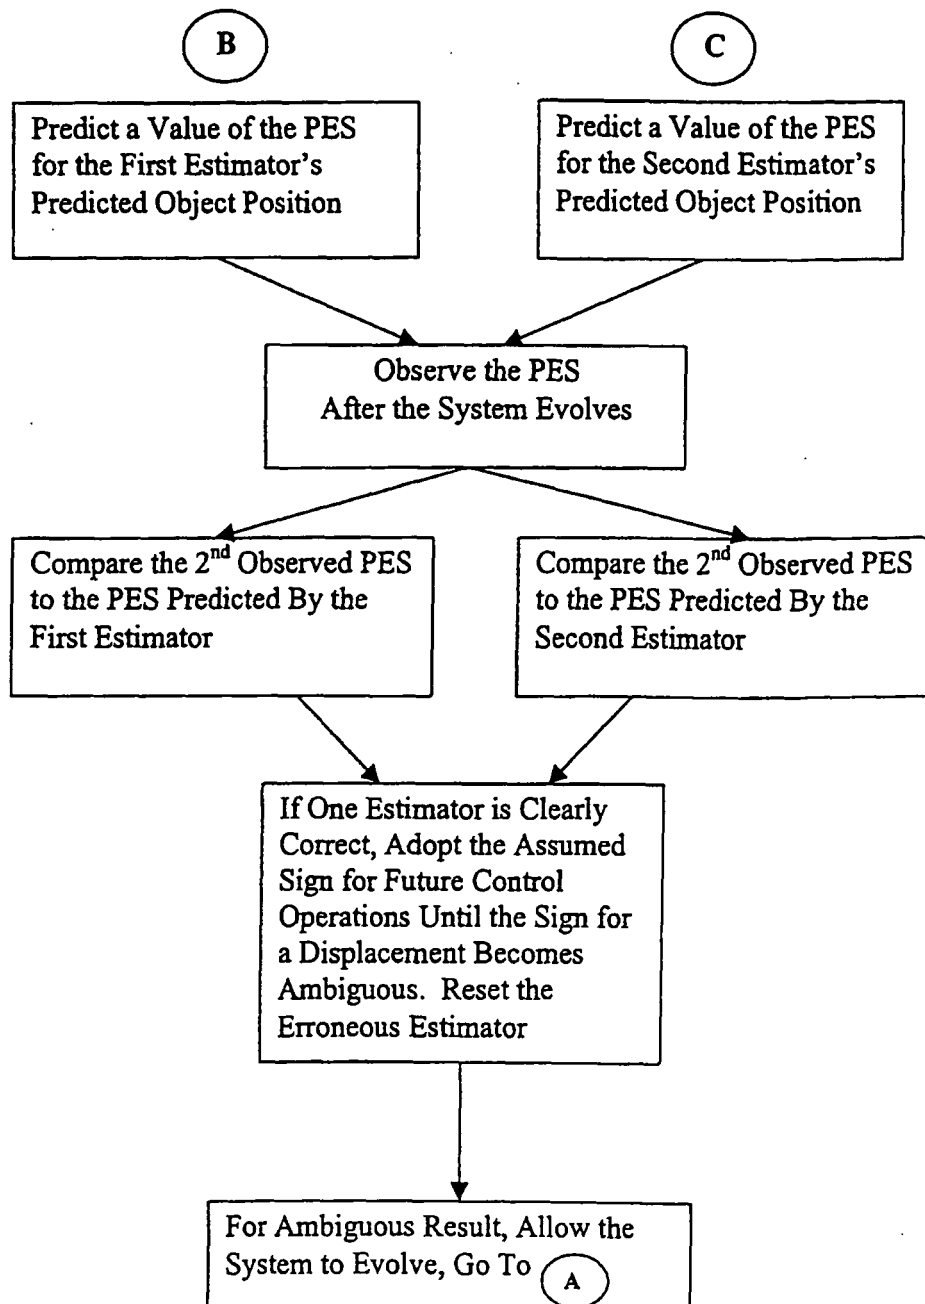 B
C
Predict a Value of the PES
for the First Estimator's
Predicted Object Position
Predict a Value of the PES
for the Second Estimator's
Predicted Object Position
Observe the PES
After the System Evolves
Compare the 2nd Observed PES
to the PES Predicted By the
First Estimator
Compare the 2nd Observed PES
to the PES Predicted By the
Second Estimator
If One Estimator is Clearly
Correct, Adopt the Assumed
Sign for Future Control
Operations Until the Sign for
a Displacement Becomes
Ambiguous. Reset the
Erroneous Estimator
For Ambiguous Result, Allow the
System to Evolve, Go To A